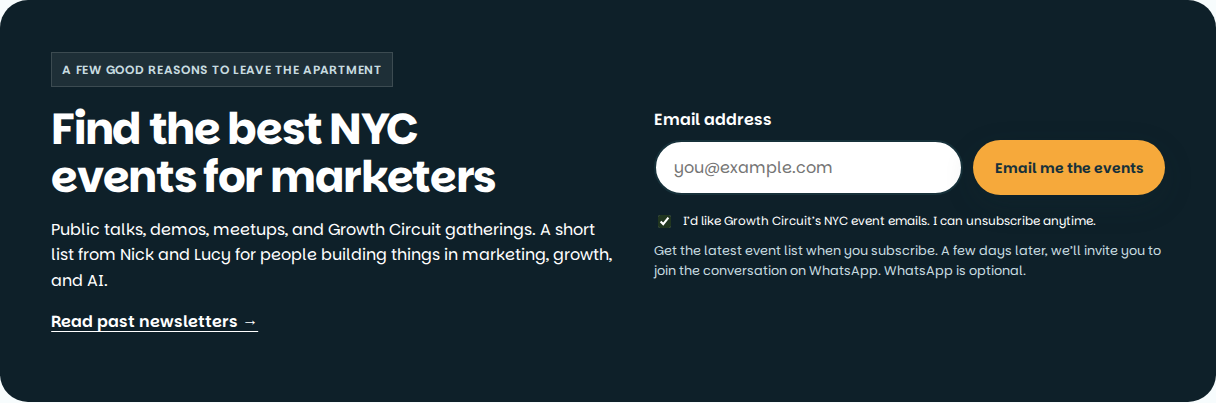 A FEW GOOD REASONS TO LEAVE THE APARTMENT
Find the best NYC
events for marketers
Public talks, demos, meetups, and Growth Circuit gatherings. A short
list from Nick and Lucy for people building things in marketing, growth,
and AI.
Read past newsletters →
Email address
you@example.com
Email me the events
I'd like Growth Circuit's NYC event emails. I can unsubscribe anytime.
Get the latest event list when you subscribe. A few days later, we'll invite you to
join the conversation on WhatsApp. WhatsApp is optional.